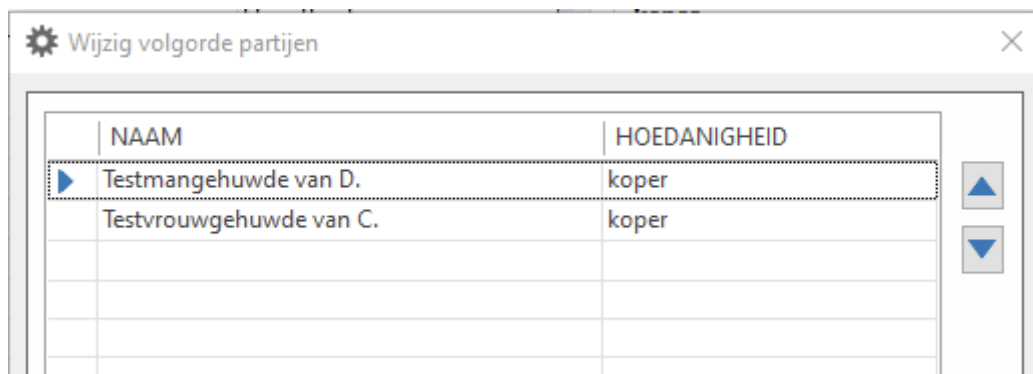 Wijzig volgorde partijen
NAAM HOEDANIGHEID
Testmangehuwde van D. koper
Testvrouwgehuwde van C. koper